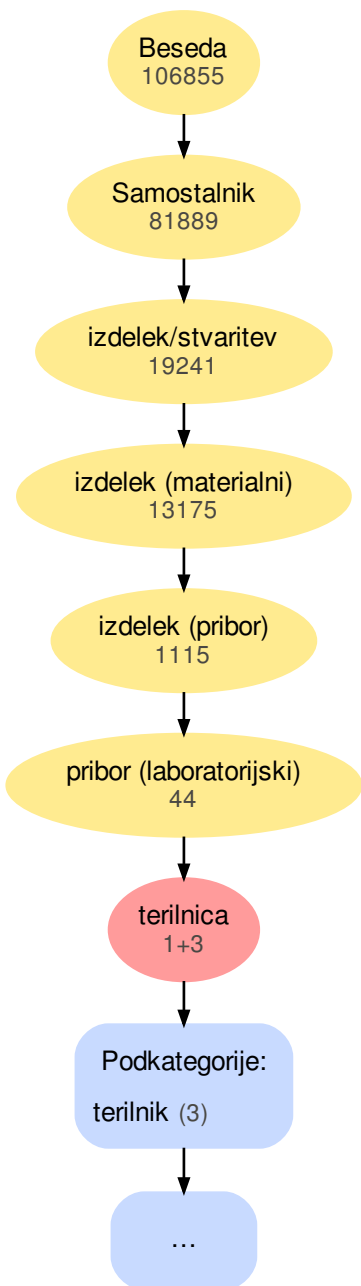 Beseda
106855
Samostalnik
81889
izdelek/stvaritev
19241
izdelek (materialni)
13175
izdelek (pribor)
1115
pribor (laboratorijski)
44
terilnica
1+3
Podkategorije:
terilnik (3)
...